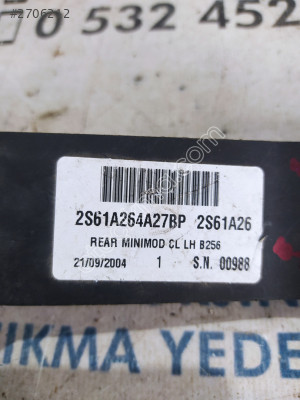 #2706212
0 532 452
2S61A264A27BP 2S61A26
REAR MINIMOD CL LH B256
21/09/2004 1 S.N. 00988
IKMA YEDE